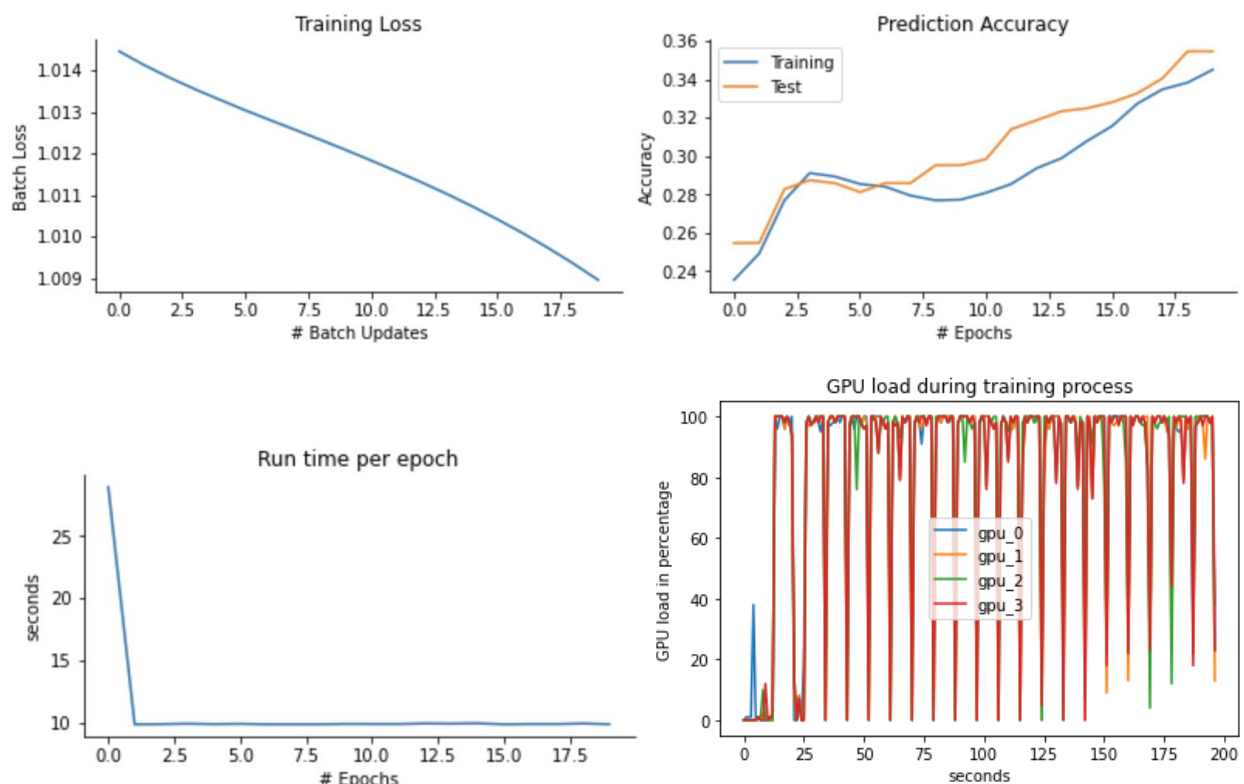 Training Loss
Batch Loss
1.014
1.013
1.012
1.011
1.010
1.009
0.0 2.5 5.0 7.5 10.0 12.5 15.0 17.5
# Batch Updates
Prediction Accuracy
Accuracy
0.36
0.34
0.32
0.30
0.28
0.26
0.24
Training
Test
0.0 2.5 5.0 7.5 10.0 12.5 15.0 17.5
# Epochs
Run time per epoch
seconds
25
20
15
10
0.0 2.5 5.0 7.5 10.0 12.5 15.0 17.5
# Epochs
GPU load during training process
GPU load in percentage
100
80
60
40
20
0
gpu_0
gpu_1
gpu_2
gpu_3
0 25 50 75 100 125 150 175 200
seconds